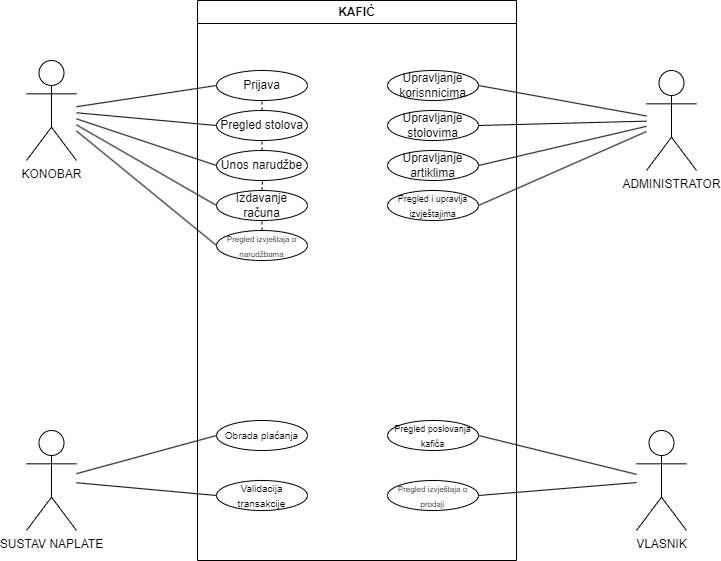 KAFIĆ
Prijava
Pregled stolova
Unos narudžbe
Izdavanje
računa
Pregled izvještaja o
narudžbama
KONOBAR
Upravljanje
korisnnicima
Upravljanje
stolovima
Upravljanje
artiklima
Pregled i upravlja
izvještajima
ADMINISTRATOR
Obrada plaćanja
Validacija
transakcije
SUSTAV NAPLATE
Pregled poslovanja
kafića
Pregled izvještaja o
prodaji
VLASNIK